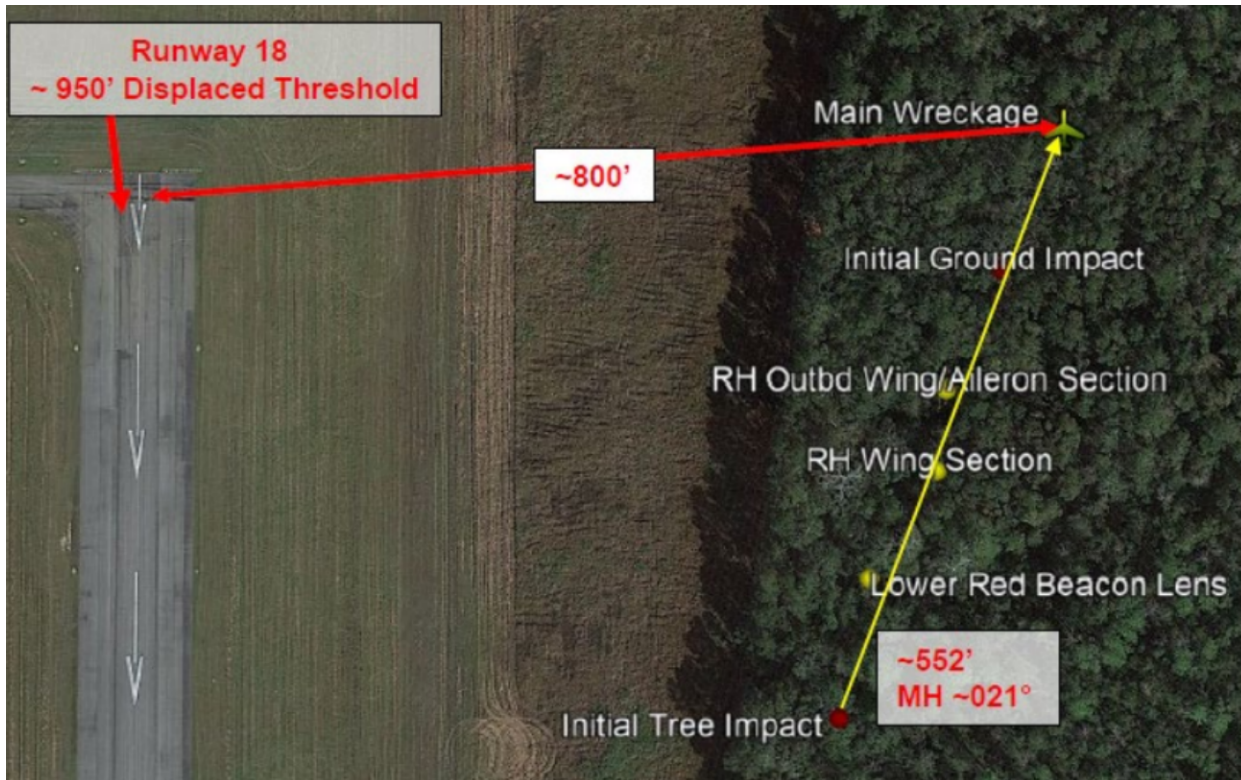 Runway 18
~ 950' Displaced Threshold
Main Wreckage
~800'
Initial Ground Impact
RH Outbd Wing/Aileron Section
RH Wing Section
Lower Red Beacon Lens
~552'
MH ~021°
Initial Tree Impact